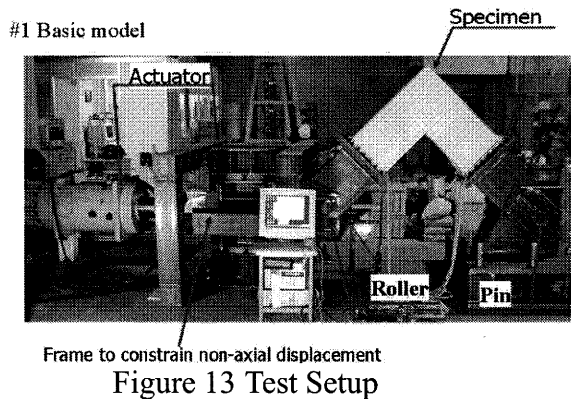 #1 Basic model
Specimen
Actuator
Roller
Pin
Frame to constrain non-axial displacement
Figure 13 Test Setup